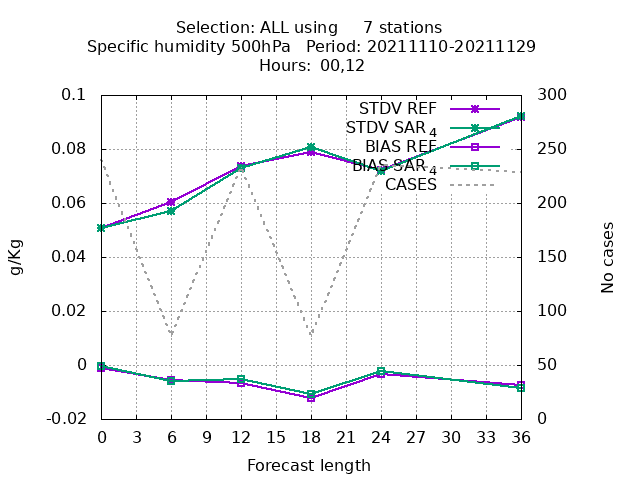 Selection: ALL using     7 stations
Specific humidity 500hPa   Period: 20211110-20211129
Hours: 00,12
STDV REF
STDV SAR4
BIAS REF
BIAS SAR4
CASES
0.1
0.08
0.06
0.04
0.02
0
-0.02
g/Kg
300
250
200
150
100
50
0
No cases
0 3 6 9 12 15 18 21 24 27 30 33 36
Forecast length